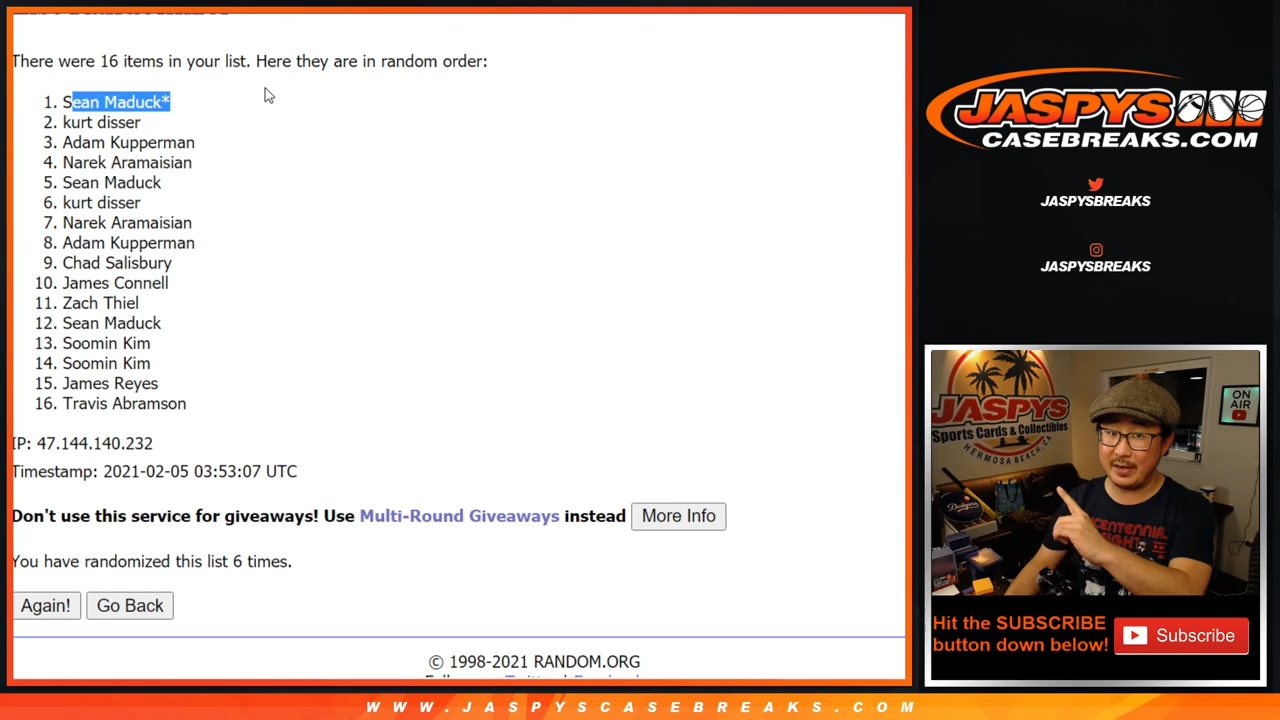 There were 16 items in your list. Here they are in random order:
1. Sean Maduck*
2. kurt disser
3. Adam Kupperman
4. Narek Aramaisian
5. Sean Maduck
6. kurt disser
7. Narek Aramaisian
8. Adam Kupperman
9. Chad Salisbury
10. James Connell
11. Zach Thiel
12. Sean Maduck
13. Soomin Kim
14. Soomin Kim
15. James Reyes
16. Travis Abramson
IP: 47.144.140.232
Timestamp: 2021-02-05 03:53:07 UTC
Don't use this service for giveaways! Use Multi-Round Giveaways instead More Info
You have randomized this list 6 times.
Again! Go Back
© 1998-2021 RANDOM.ORG
JASPYS
CASEBREAKS.COM
JASPYSBREAKS
JASPYSBREAKS
JASPYS
Sports Cards & Collectibles
HERMOSA BEACH, CA
ON
AIR
Dodgers
Hit the SUBSCRIBE
button down below!
Subscribe
WWW.JASPYSCASEBREAKS.COM